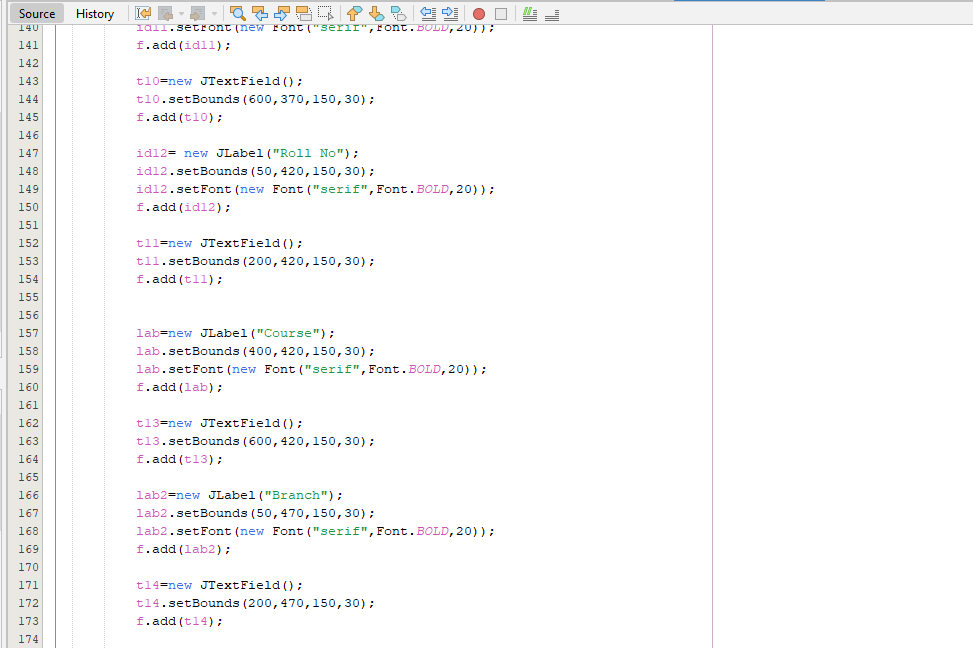 Source History
140 id11.setFont(new Font("serif",Font.BOLD,20));
141 f.add(id11);
142
143 t10=new JTextField();
144 t10.setBounds(600,370,150,30);
145 f.add(t10);
146
147 id12= new JLabel("Roll No");
148 id12.setBounds(50,420,150,30);
149 id12.setFont(new Font("serif",Font.BOLD,20));
150 f.add(id12);
151
152 t11=new JTextField();
153 t11.setBounds(200,420,150,30);
154 f.add(t11);
155
156
157 lab=new JLabel("Course");
158 lab.setBounds(400,420,150,30);
159 lab.setFont(new Font("serif",Font.BOLD,20));
160 f.add(lab);
161
162 t13=new JTextField();
163 t13.setBounds(600,420,150,30);
164 f.add(t13);
165
166 lab2=new JLabel("Branch");
167 lab2.setBounds(50,470,150,30);
168 lab2.setFont(new Font("serif",Font.BOLD,20));
169 f.add(lab2);
170
171 t14=new JTextField();
172 t14.setBounds(200,470,150,30);
173 f.add(t14);
174